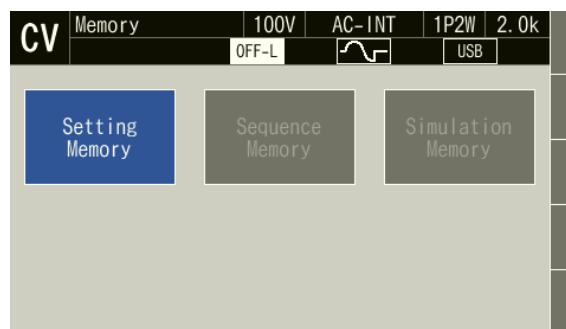 CV Memory 100V AC-INT 1P2W 2.0k
OFF-L USB
Setting
Memory
Sequence
Memory
Simulation
Memory